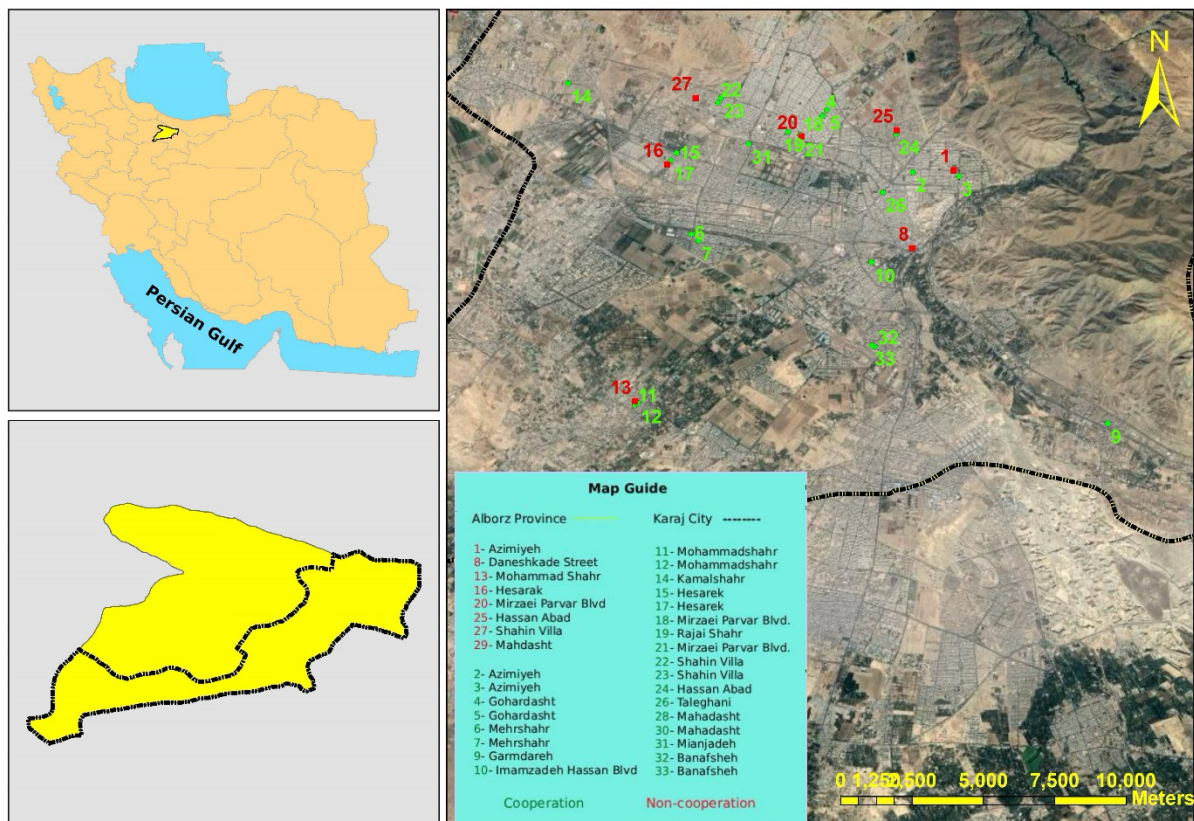 Persian Gulf
N
14
27
22
23
4
18
5
20
19
21
25
24
31
16
15
17
1
2
3
26
8
6
7
10
32
33
13
11
12
9
Map Guide
Alborz Province
Karaj City
1- Azimiyeh
8- Daneshkade Street
13- Mohammad Shahr
16- Hesarak
20- Mirzaei Parvar Blvd
25- Hassan Abad
27- Shahin Villa
29- Mahdasht
2- Azimiyeh
3- Azimiyeh
4- Gohardasht
5- Gohardasht
6- Mehrshahr
7- Mehrshahr
9- Garmdareh
10- Imamzadeh Hassan Blvd
11- Mohammadshahr
12- Mohammadshahr
14- Kamalshahr
15- Hesarek
17- Hesarek
18- Mirzaei Parvar Blvd.
19- Rajai Shahr
21- Mirzaei Parvar Blvd.
22- Shahin Villa
23- Shahin Villa
24- Hassan Abad
26- Taleghani
28- Mahadasht
30- Mahadasht
31- Mianjadeh
32- Banafsheh
33- Banafsheh
Cooperation
Non-cooperation
0 1,250 2,500 5,000 7,500 10,000
Meters